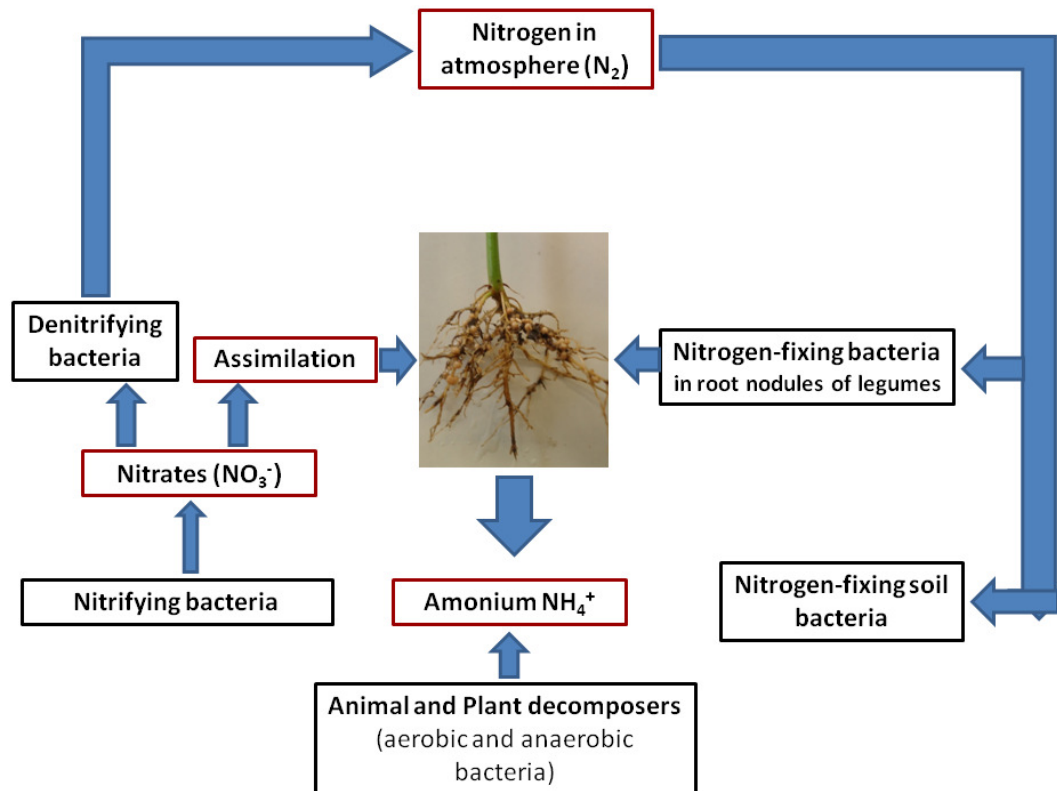 Nitrogen in
atmosphere (N₂)
Denitrifying
bacteria
Assimilation
Nitrogen-fixing bacteria
in root nodules of legumes
Nitrates (NO₃⁻)
Nitrifying bacteria
Amonium NH₄⁺
Nitrogen-fixing soil
bacteria
Animal and Plant decomposers
(aerobic and anaerobic
bacteria)